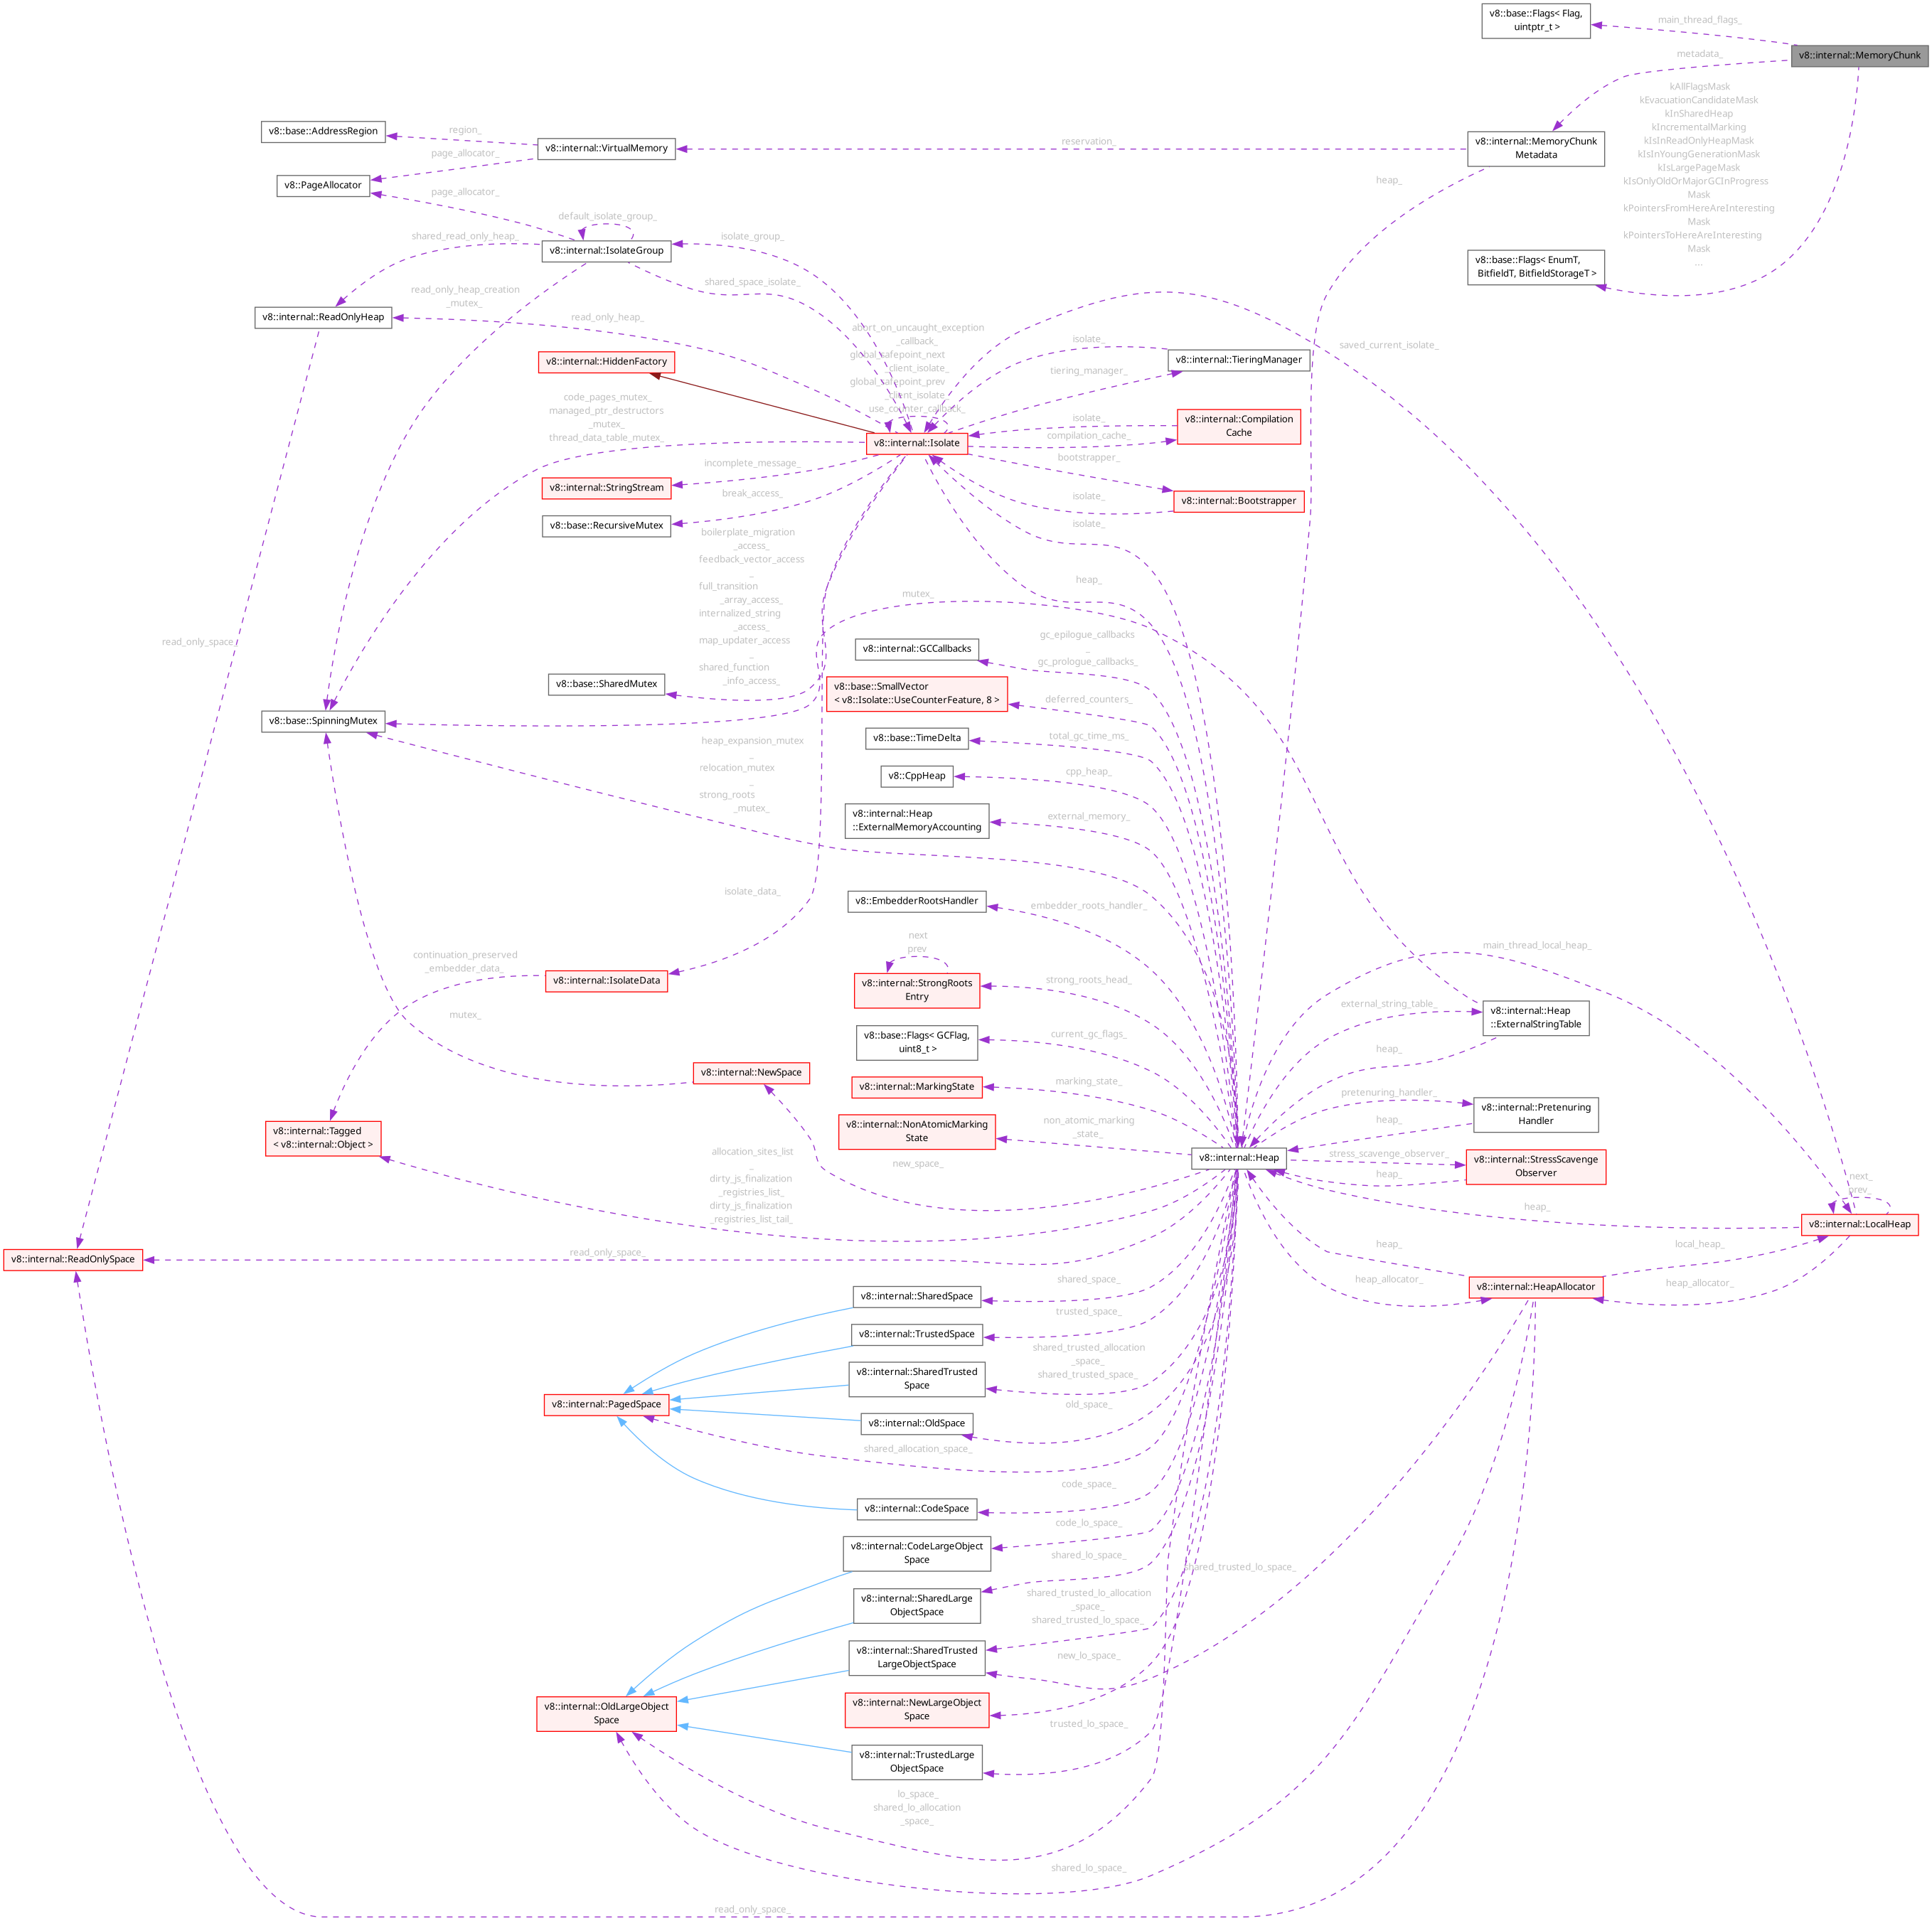 v8::base::Flags< Flag,
uintptr_t >
main_thread_flags_
v8::internal::MemoryChunk
metadata_
kAllFlagsMask
kEvacuationCandidateMask
kInSharedHeap
kIncrementalMarking
kIsInReadOnlyHeapMask
kIsInYoungGenerationMask
kIsLargePageMask
kIsOnlyOldOrMajorGCInProgress
Mask
kPointersFromHereAreInteresting
Mask
kPointersToHereAreInteresting
Mask
...
v8::base::AddressRegion
region_
v8::internal::VirtualMemory
reservation_
v8::internal::MemoryChunk
Metadata
page_allocator_
v8::PageAllocator
page_allocator_
heap_
default_isolate_group_
shared_read_only_heap_
v8::internal::IsolateGroup
isolate_group_
v8::base::Flags< EnumT,
BitfieldT, BitfieldStorageT >
shared_space_isolate_
read_only_heap_creation
_mutex_
v8::internal::ReadOnlyHeap
read_only_heap_
abort_on_uncaught_exception
_callback_
global_safepoint_next
_client_isolate_
global_safepoint_prev
_client_isolate_
use_counter_callback_
isolate_
v8::internal::TieringManager
saved_current_isolate_
v8::internal::HiddenFactory
tiering_manager_
code_pages_mutex_
managed_ptr_destructors
_mutex_
thread_data_table_mutex_
v8::internal::Isolate
isolate_
compilation_cache_
v8::internal::Compilation
Cache
incomplete_message_
bootstrapper_
v8::internal::StringStream
break_access_
isolate_
v8::internal::Bootstrapper
v8::base::RecursiveMutex
isolate_
boilerplate_migration
_access_
feedback_vector_access
_
full_transition
_array_access_
internalized_string
_access_
map_updater_access
_
shared_function
_info_access_
heap_
mutex_
read_only_space_
v8::internal::GCCallbacks
gc_epilogue_callbacks
_
gc_prologue_callbacks_
v8::base::SharedMutex
v8::base::SmallVector
< v8::Isolate::UseCounterFeature, 8 >
deferred_counters_
v8::base::SpinningMutex
heap_expansion_mutex
_
relocation_mutex
_
strong_roots
_mutex_
v8::base::TimeDelta
total_gc_time_ms_
v8::CppHeap
cpp_heap_
v8::internal::Heap
::ExternalMemoryAccounting
external_memory_
isolate_data_
v8::EmbedderRootsHandler
embedder_roots_handler_
continuation_preserved
_embedder_data_
v8::internal::IsolateData
next
prev
v8::internal::StrongRoots
Entry
strong_roots_head_
main_thread_local_heap_
mutex_
v8::base::Flags< GCFlag,
uint8_t >
current_gc_flags_
external_string_table_
v8::internal::Heap
::ExternalStringTable
heap_
v8::internal::NewSpace
v8::internal::MarkingState
marking_state_
pretenuring_handler_
v8::internal::Pretenuring
Handler
heap_
v8::internal::Tagged
< v8::internal::Object >
v8::internal::NonAtomicMarking
State
non_atomic_marking
_state_
v8::internal::Heap
stress_scavenge_observer_
heap_
v8::internal::StressScavenge
Observer
new_space_
allocation_sites_list
_
dirty_js_finalization
_registries_list_
dirty_js_finalization
_registries_list_tail_
next_
prev_
heap_
v8::internal::LocalHeap
v8::internal::ReadOnlySpace
read_only_space_
heap_
local_heap_
heap_allocator_
v8::internal::HeapAllocator
heap_allocator_
v8::internal::SharedSpace
shared_space_
v8::internal::TrustedSpace
trusted_space_
v8::internal::SharedTrusted
Space
shared_trusted_allocation
_space_
shared_trusted_space_
v8::internal::PagedSpace
v8::internal::OldSpace
old_space_
shared_allocation_space_
v8::internal::CodeSpace
code_space_
v8::internal::CodeLargeObject
Space
code_lo_space_
v8::internal::SharedLarge
ObjectSpace
shared_lo_space_
shared_trusted_lo_space_
v8::internal::SharedTrusted
LargeObjectSpace
shared_trusted_lo_allocation
_space_
shared_trusted_lo_space_
v8::internal::OldLargeObject
Space
v8::internal::NewLargeObject
Space
new_lo_space_
v8::internal::TrustedLarge
ObjectSpace
trusted_lo_space_
lo_space_
shared_lo_allocation
_space_
shared_lo_space_
read_only_space_